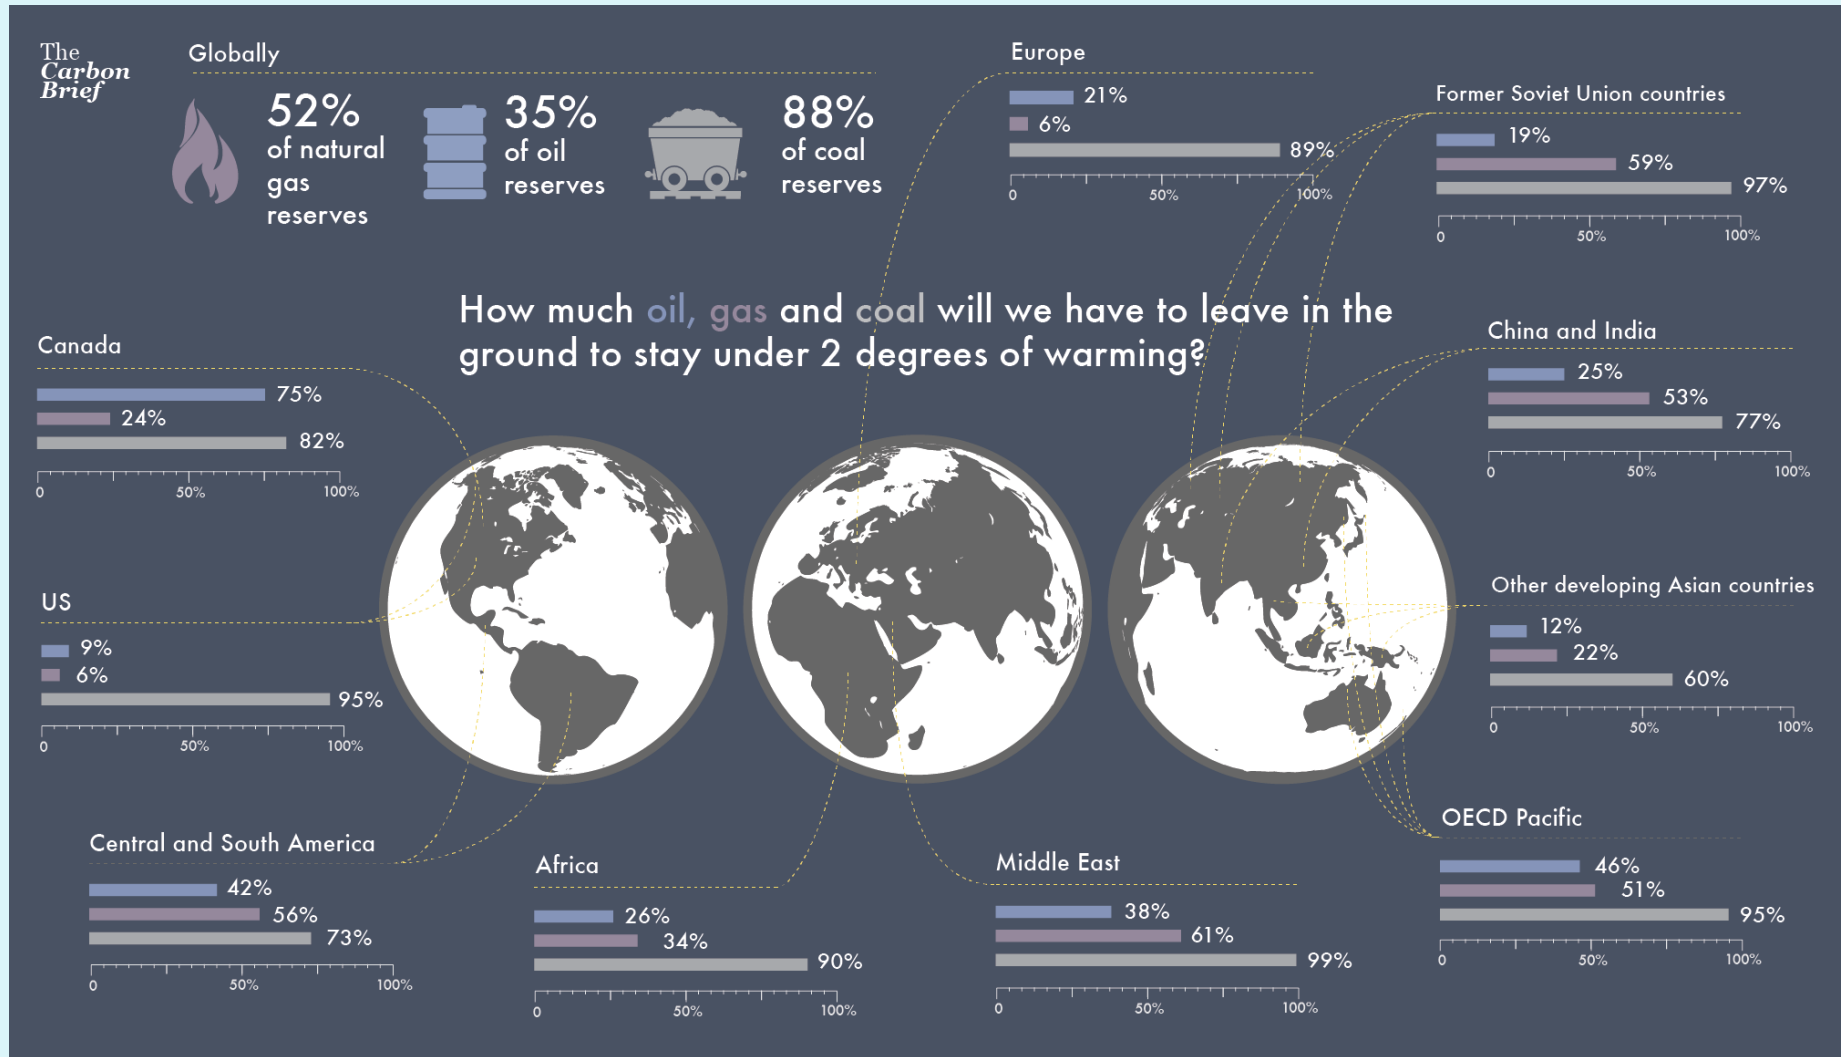 The
Carbon
Brief
Globally
52%
of natural
gas
reserves
35%
of oil
reserves
88%
of coal
reserves
Europe
21%
6%
89%
0 50% 100%
Former Soviet Union countries
19%
59%
97%
0 50% 100%
How much oil, gas and coal will we have to leave in the
ground to stay under 2 degrees of warming?
Canada
75%
24%
82%
0 50% 100%
China and India
25%
53%
77%
0 50% 100%
US
9%
6%
95%
0 50% 100%
Other developing Asian countries
12%
22%
60%
0 50% 100%
Central and South America
42%
56%
73%
0 50% 100%
Africa
26%
34%
90%
0 50% 100%
Middle East
38%
61%
99%
0 50% 100%
OECD Pacific
46%
51%
95%
0 50% 100%